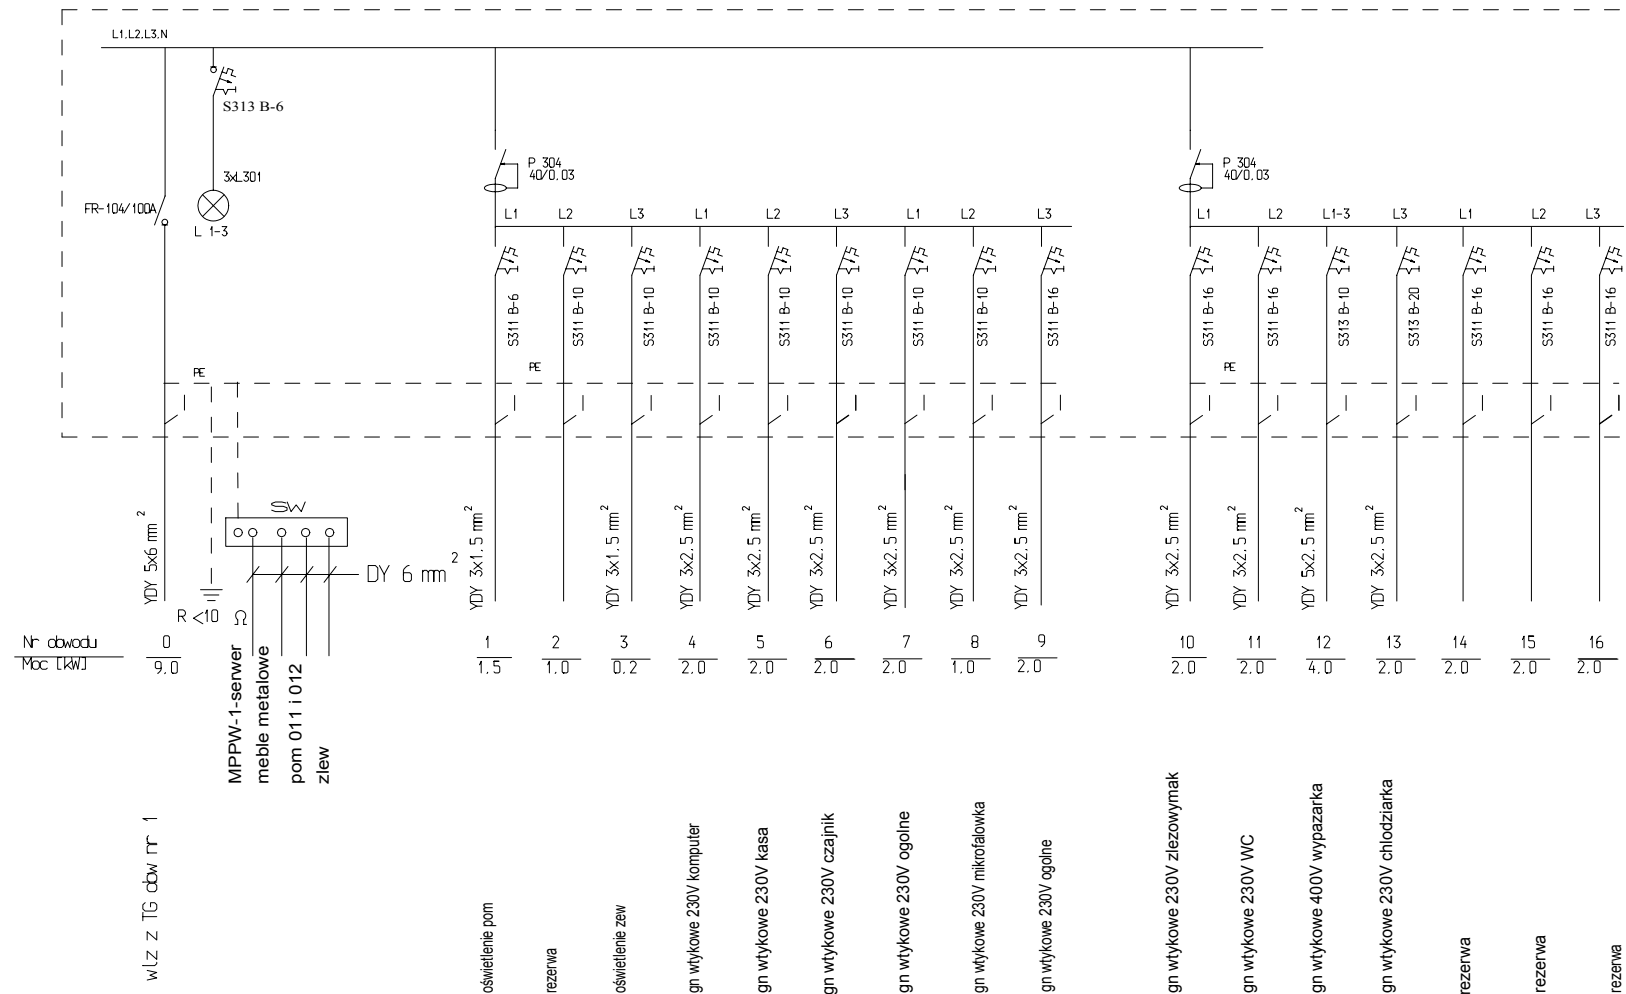 L1,L2,L3,N
S313 B-6
3xL301
L 1-3
FR-104/100A
P 304
40/0.03
P 304
40/0.03
L1 L2 L3 L1 L2 L3 L1 L2 L3
L1 L2 L1-3 L3 L1 L2 L3
S311 B-6
S311 B-10
S311 B-10
S311 B-10
S311 B-10
S311 B-10
S311 B-10
S311 B-10
S311 B-16
S311 B-16
S311 B-16
S313 B-10
S313 B-20
S311 B-16
S311 B-16
S311 B-16
PE
PE
PE
SW
DY 6 mm²
R <10 Ω
YDY 5x6 mm²
YDY 3x1.5 mm²
YDY 3x1.5 mm²
YDY 3x2.5 mm²
YDY 3x2.5 mm²
YDY 3x2.5 mm²
YDY 3x2.5 mm²
YDY 3x2.5 mm²
YDY 3x2.5 mm²
YDY 3x2.5 mm²
YDY 3x2.5 mm²
YDY 5x2.5 mm²
YDY 3x2.5 mm²
Nr obwodu 0 1 2 3 4 5 6 7 8 9 10 11 12 13 14 15 16
Moc [kW] 9,0 1,5 1,0 0,2 2,0 2,0 2,0 2,0 1,0 2,0 2,0 2,0 4,0 2,0 2,0 2,0 2,0
MPPW-1-serwer
meble metalowe
pom 011 i 012
zlew
wlz z TG obw nr 1
oświetlenie pom
rezerwa
oświetlenie zew
gn wtykowe 230V komputer
gn wtykowe 230V kasa
gn wtykowe 230V czajnik
gn wtykowe 230V ogolne
gn wtykowe 230V mikrofalowka
gn wtykowe 230V ogolne
gn wtykowe 230V zlezowymak
gn wtykowe 230V WC
gn wtykowe 400V wypazarka
gn wtykowe 230V chlodziarka
rezerwa
rezerwa
rezerwa